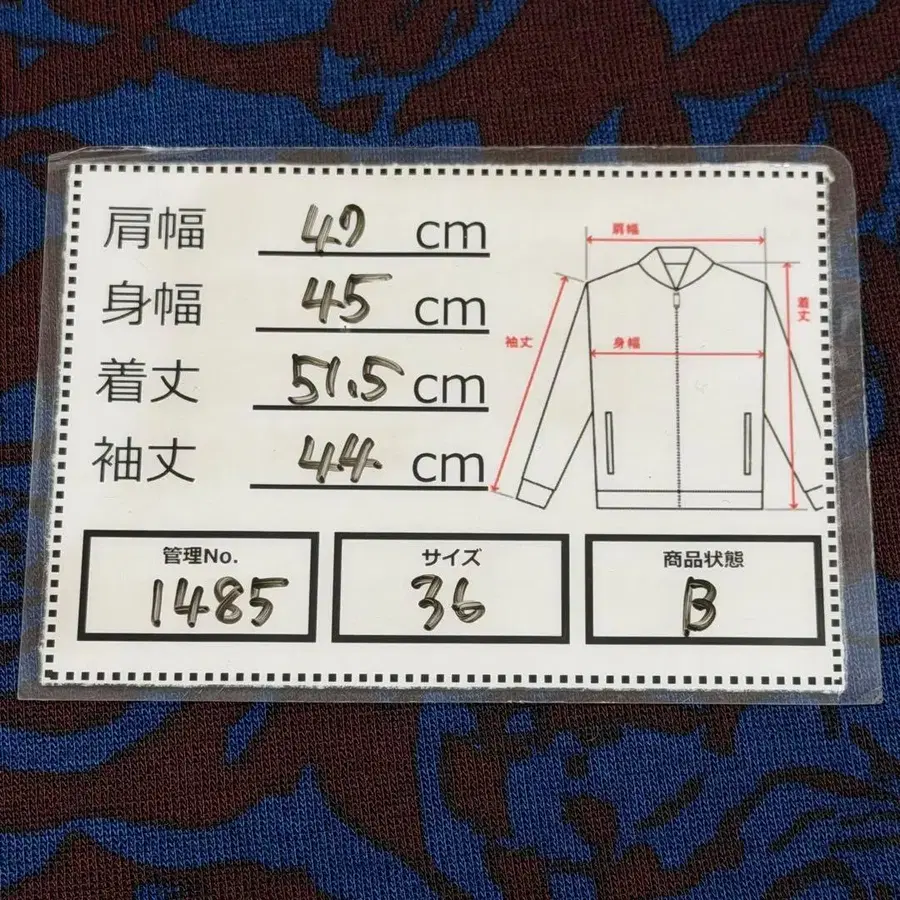 肩幅 cm
身幅 45 cm
着丈 51.5 cm
袖丈 44 cm
肩幅
袖丈
身幅
着丈
管理No.
1485
サイズ
36
商品状態
B